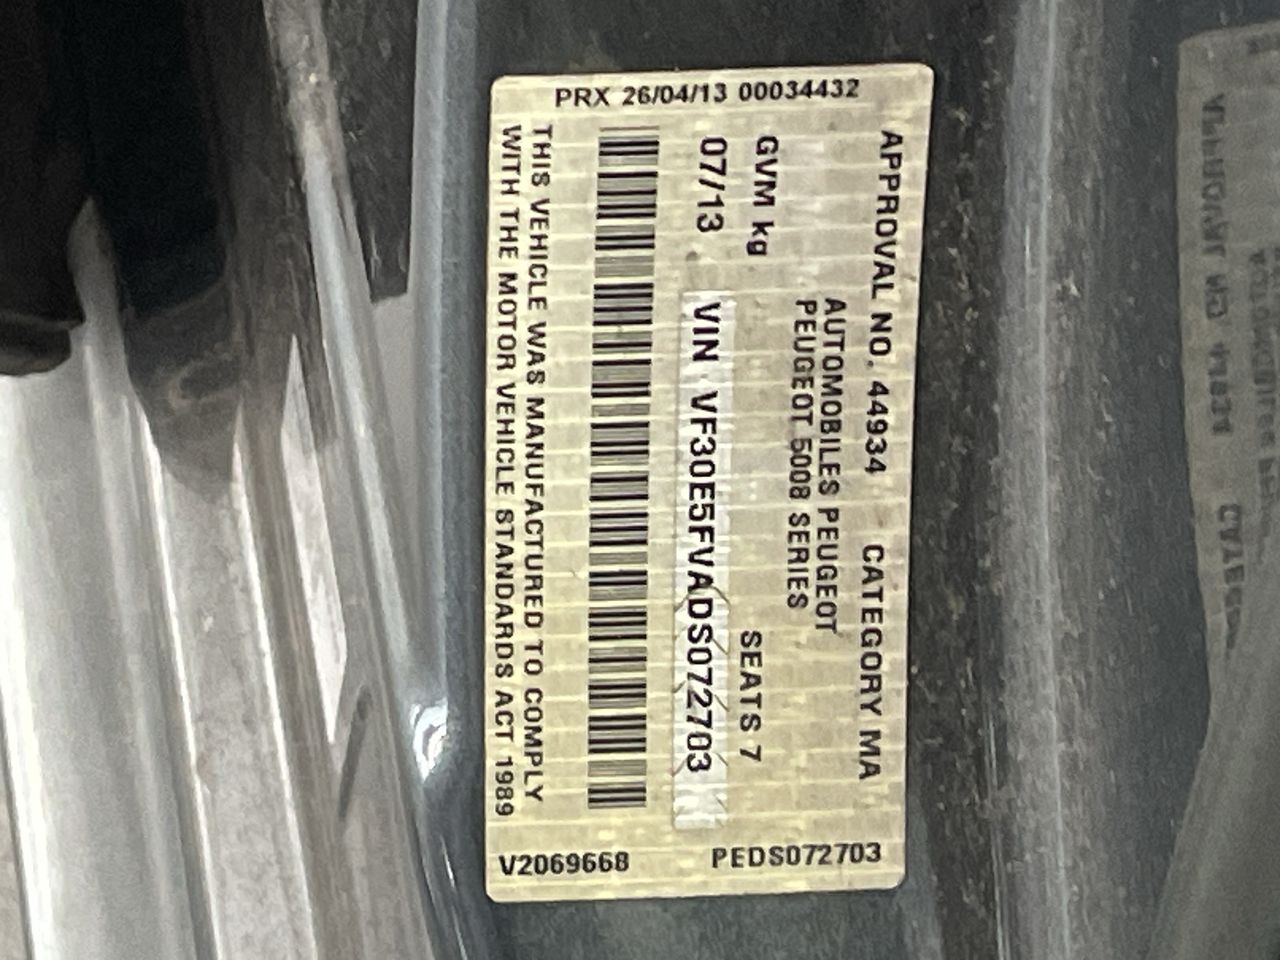 APPROVAL NO. 44934 CATEGORY MA
AUTOMOBILES PEUGEOT
PEUGEOT 5008 SERIES
GVM kg SEATS 7
07/13 VIN VF30E5FVADS072703
THIS VEHICLE WAS MANUFACTURED TO COMPLY
WITH THE MOTOR VEHICLE STANDARDS ACT 1989
PRX 26/04/13 00034432
V2069668
PEDS072703